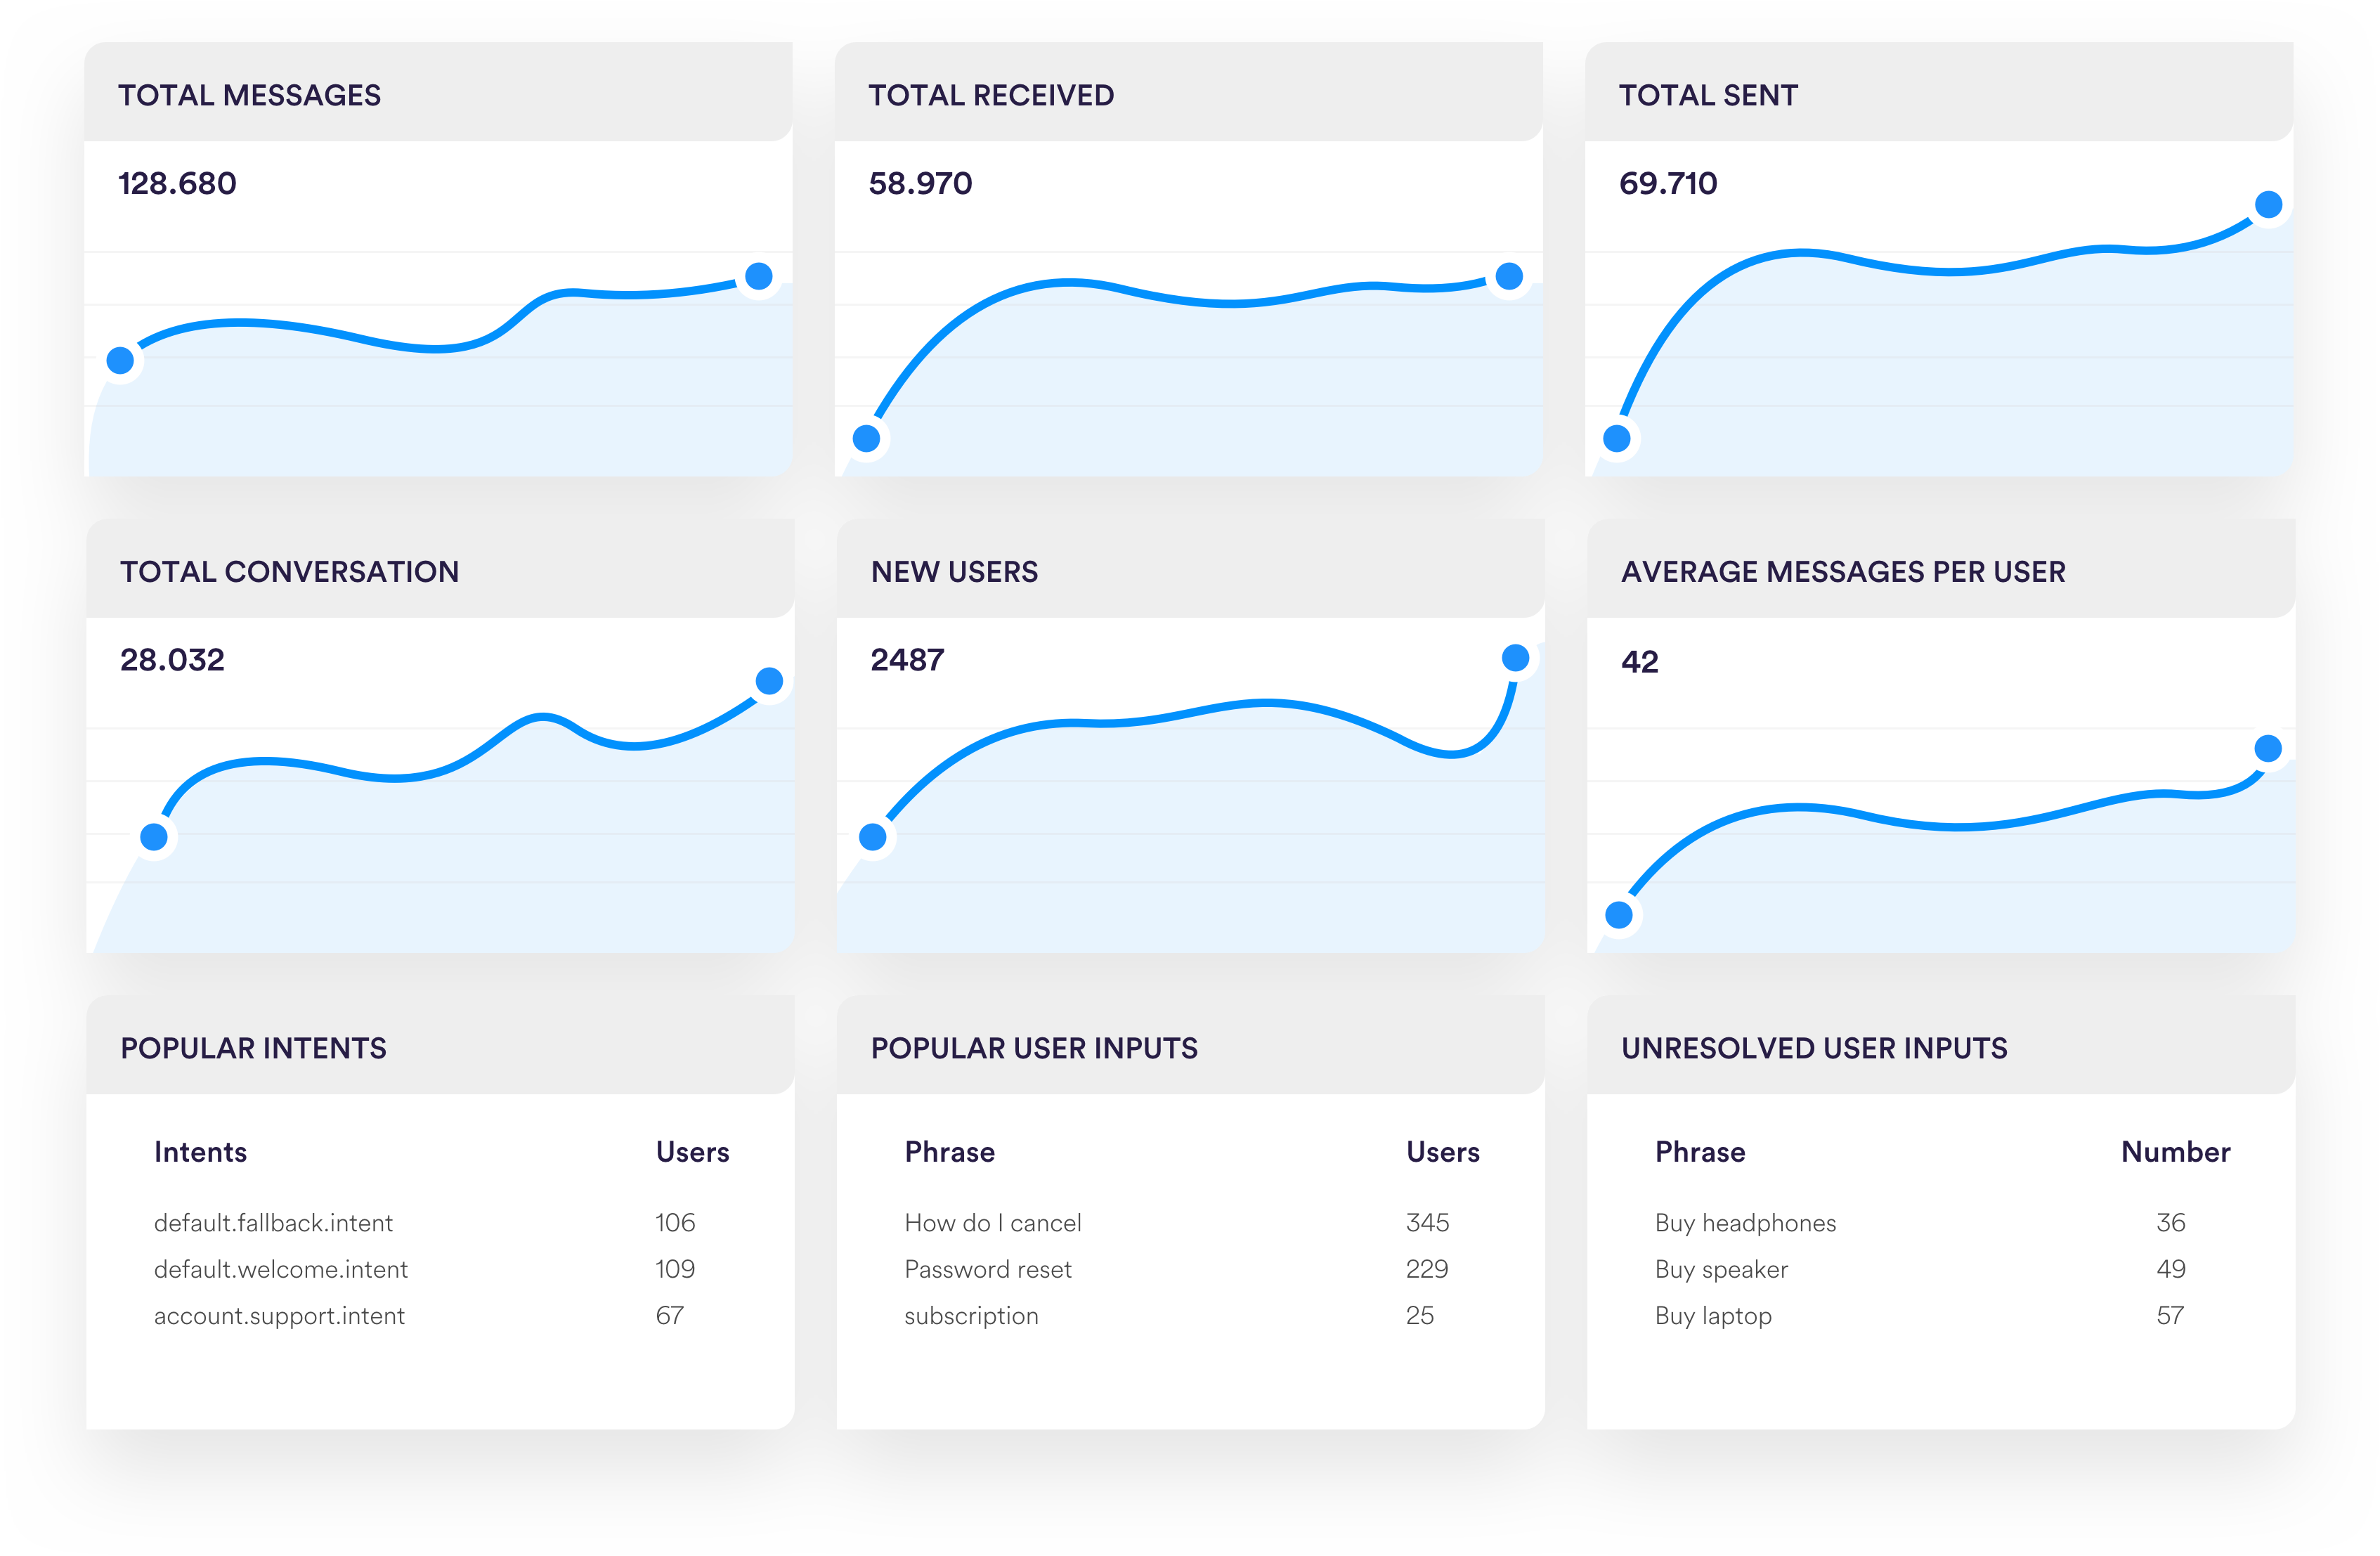 TOTAL MESSAGES
128.680
TOTAL RECEIVED
58.970
TOTAL SENT
69.710
TOTAL CONVERSATION
28.032
NEW USERS
2487
AVERAGE MESSAGES PER USER
42
POPULAR INTENTS
Intents Users
default.fallback.intent 106
default.welcome.intent 109
account.support.intent 67
POPULAR USER INPUTS
Phrase Users
How do I cancel 345
Password reset 229
subscription 25
UNRESOLVED USER INPUTS
Phrase Number
Buy headphones 36
Buy speaker 49
Buy laptop 57